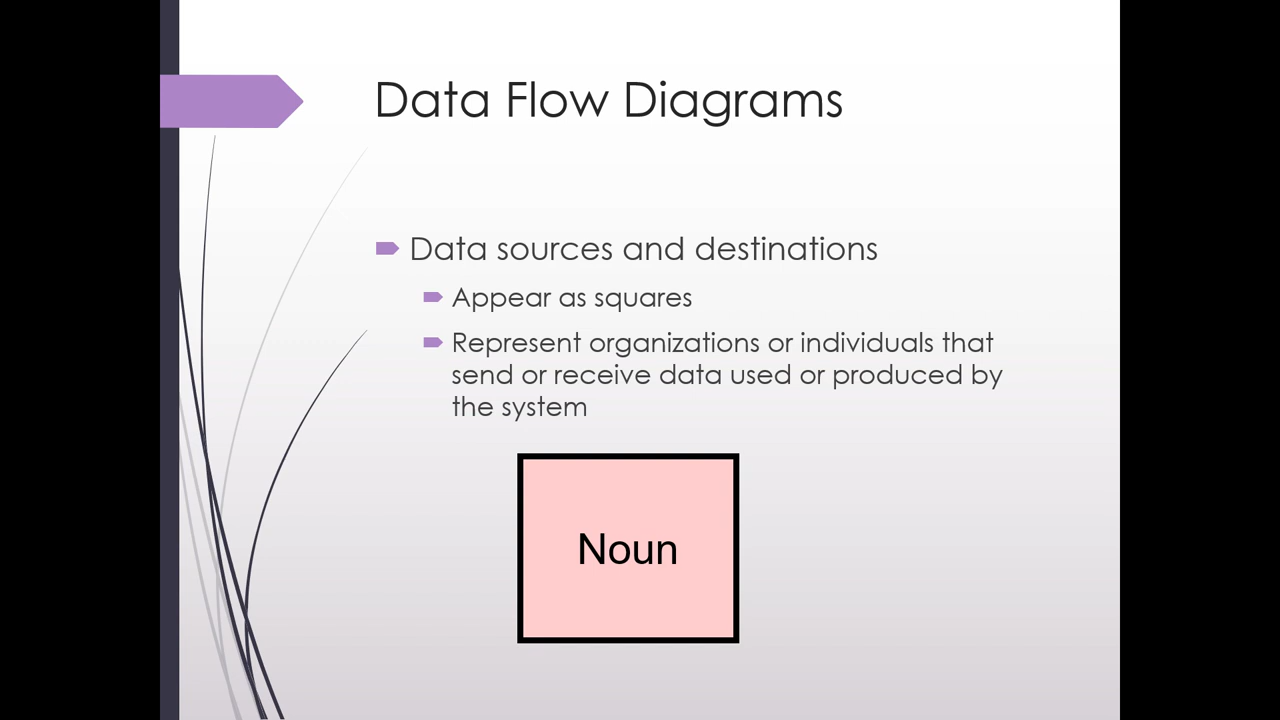 Data Flow Diagrams
Data sources and destinations
Appear as squares
Represent organizations or individuals that
send or receive data used or produced by
the system
Noun